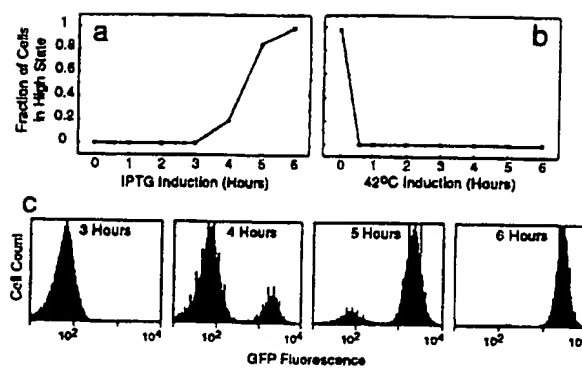 a
b
Fraction of Cells
in High State
1
0.8
0.6
0.4
0.2
0
0 1 2 3 4 5 6
0 1 2 3 4 5 6
IPTG Induction (Hours)
42ºC Induction (Hours)
c
Cell Count
3 Hours
4 Hours
5 Hours
6 Hours
10² 10⁴
10² 10⁴
10² 10⁴
10²
GFP Fluorescence